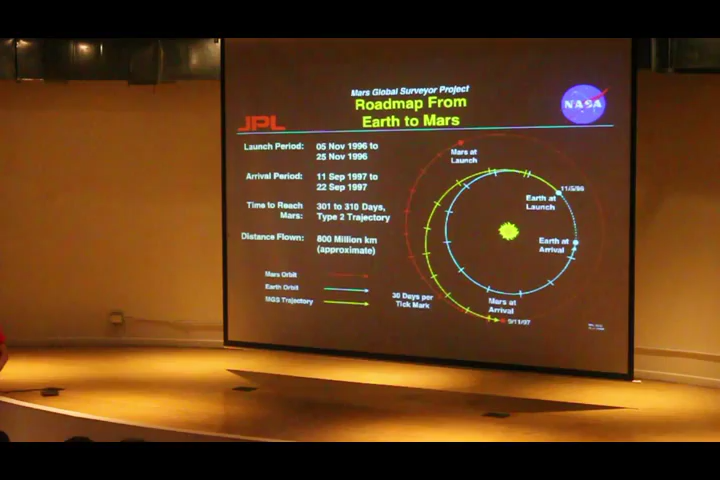 Mars Global Surveyor Project
Roadmap From
Earth to Mars
JPL
NASA
Launch Period: 05 Nov 1996 to
25 Nov 1996
Arrival Period: 11 Sep 1997 to
22 Sep 1997
Time to Reach 301 to 310 Days,
Mars: Type 2 Trajectory
Distance Flown: 800 Million km
(approximate)
Mars Orbit
Earth Orbit
MGS Trajectory
Mars at
Launch
11/5/96
Earth at
Launch
Earth at
Arrival
30 Days per
Tick Mark
Mars at
Arrival
9/11/97